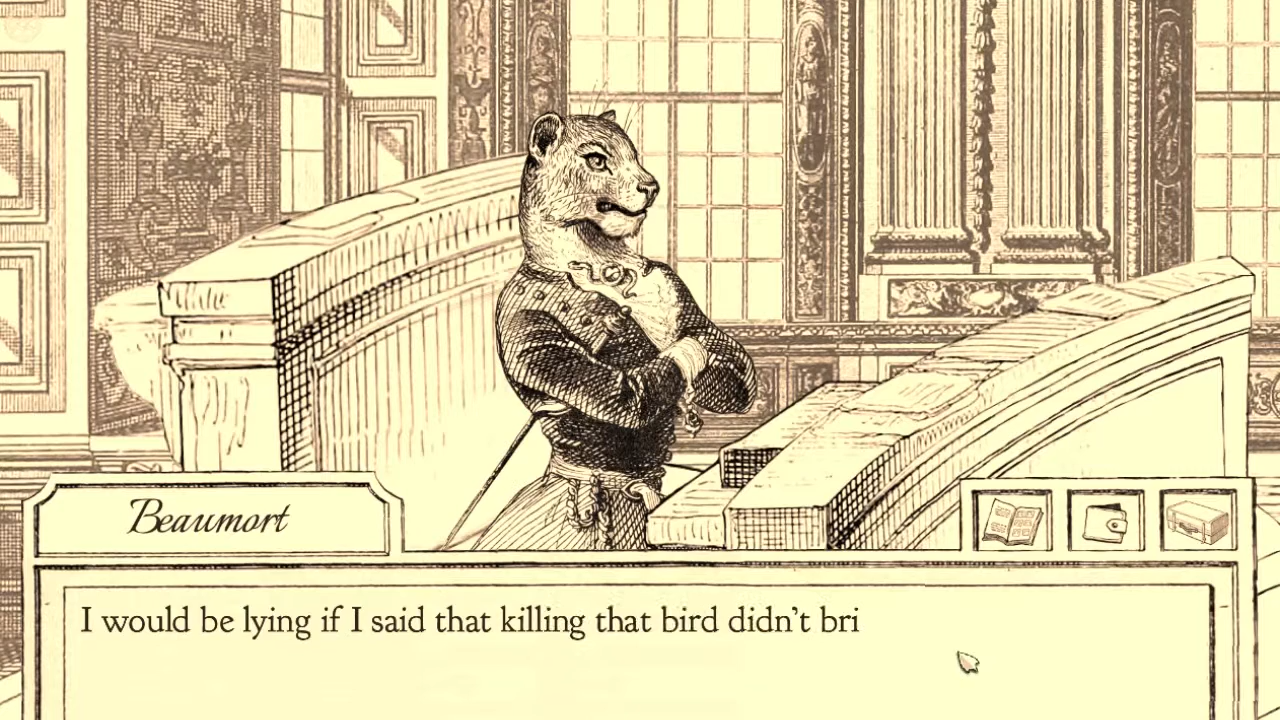 Beaumort
I would be lying if I said that killing that bird didn’t bri